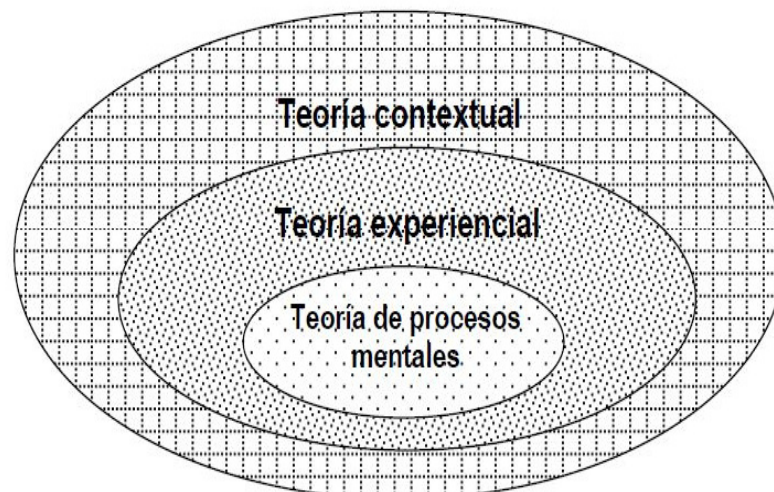 Teoría contextual
Teoría experiencial
Teoría de procesos
mentales